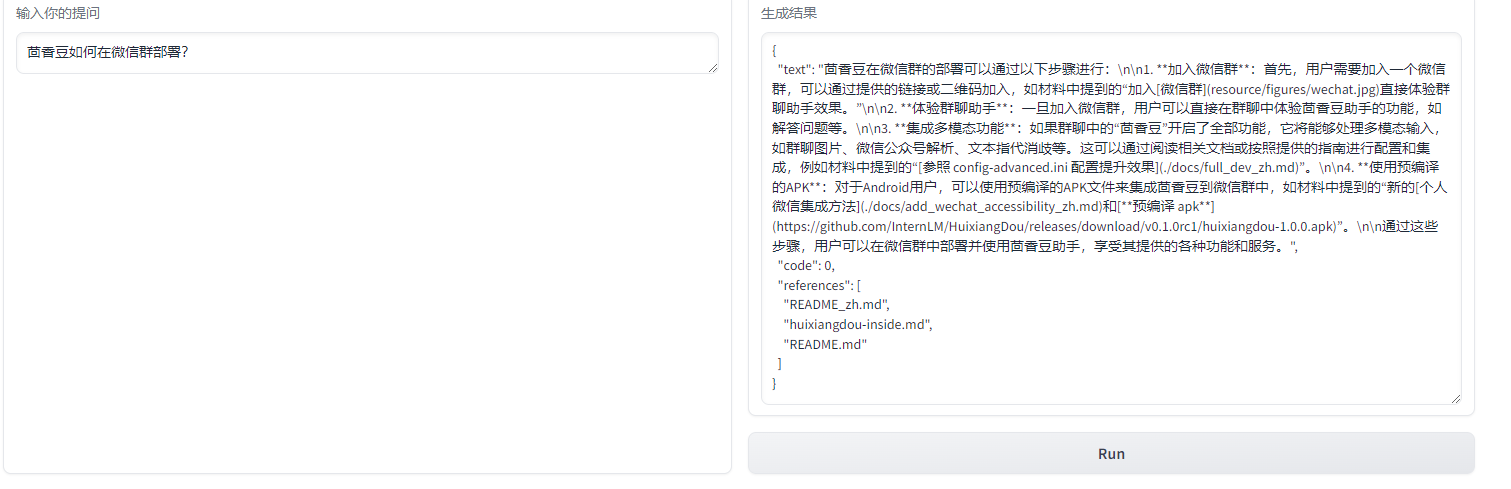 输入你的提问
茴香豆如何在微信群部署？
生成结果
{
"text": "茴香豆在微信群的部署可以通过以下步骤进行：\n\n1. **加入微信群**：首先，用户需要加入一个微信
群，可以通过提供的链接或二维码加入，如材料中提到的“加入[微信群](resource/figures/wechat.jpg)直接体验群
聊助手效果。”\n\n2. **体验群聊助手**：一旦加入微信群，用户可以直接在群聊中体验茴香豆助手的功能，如
解答问题等。\n\n3. **集成多模态功能**：如果群聊中的“茴香豆”开启了全部功能，它将能够处理多模态输入，
如群聊图片、微信公众号解析、文本指代消歧等。这可以通过阅读相关文档或按照提供的指南进行配置和集
成，例如材料中提到的“[参照 config-advanced.ini 配置提升效果](./docs/full_dev_zh.md)”。\n\n4. **使用预编译
的APK**：对于Android用户，可以使用预编译的APK文件来集成茴香豆到微信群中，如材料中提到的“新的[个人
微信集成方法](./docs/add_wechat_accessibility_zh.md)和[**预编译 apk**]
(https://github.com/InternLM/HuixiangDou/releases/download/v0.1.0rc1/huixiangdou-1.0.0.apk)”。\n\n通过这些
步骤，用户可以在微信群中部署并使用茴香豆助手，享受其提供的各种功能和服务。",
"code": 0,
"references": [
"README_zh.md",
"huixiangdou-inside.md",
"README.md"
]
}
Run